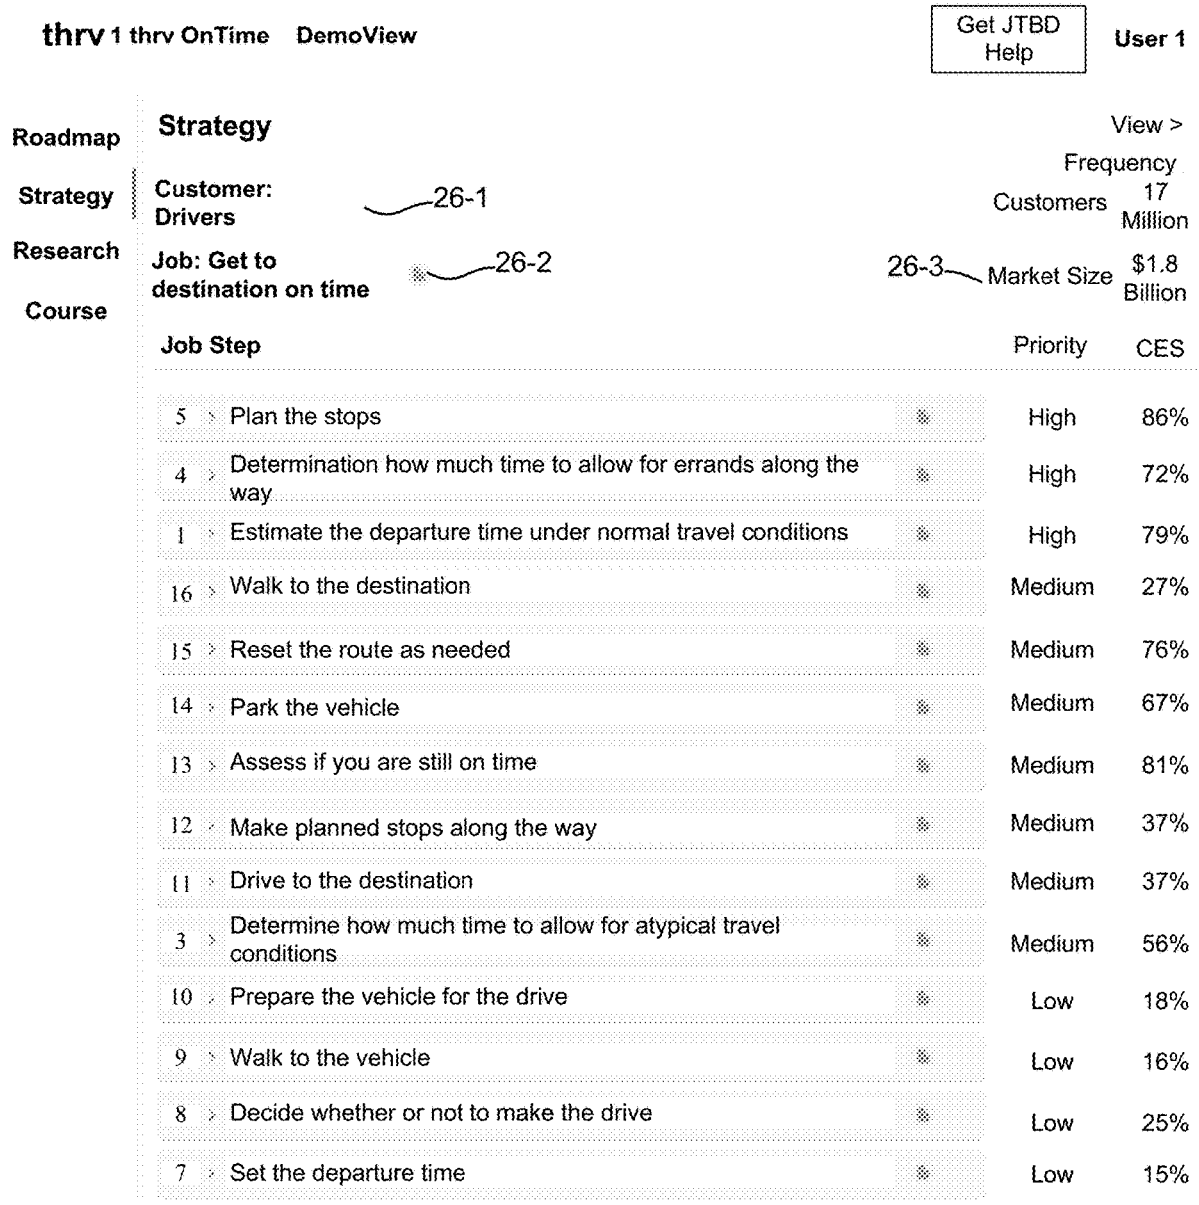 thrv 1 thrv OnTime DemoView
Get JTBD
Help
User 1
Roadmap
Strategy
Research
Course
Strategy
View >
Frequency
Customer:
Drivers
26-1
Customers 17
Million
Job: Get to
destination on time
26-2
26-3 Market Size $1.8
Billion
Job Step Priority CES
5 > Plan the stops High 86%
4 > Determination how much time to allow for errands along the
way High 72%
1 > Estimate the departure time under normal travel conditions High 79%
16 > Walk to the destination Medium 27%
15 > Reset the route as needed Medium 76%
14 > Park the vehicle Medium 67%
13 > Assess if you are still on time Medium 81%
12 > Make planned stops along the way Medium 37%
11 > Drive to the destination Medium 37%
3 > Determine how much time to allow for atypical travel
conditions Medium 56%
10 > Prepare the vehicle for the drive Low 18%
9 > Walk to the vehicle Low 16%
8 > Decide whether or not to make the drive Low 25%
7 > Set the departure time Low 15%